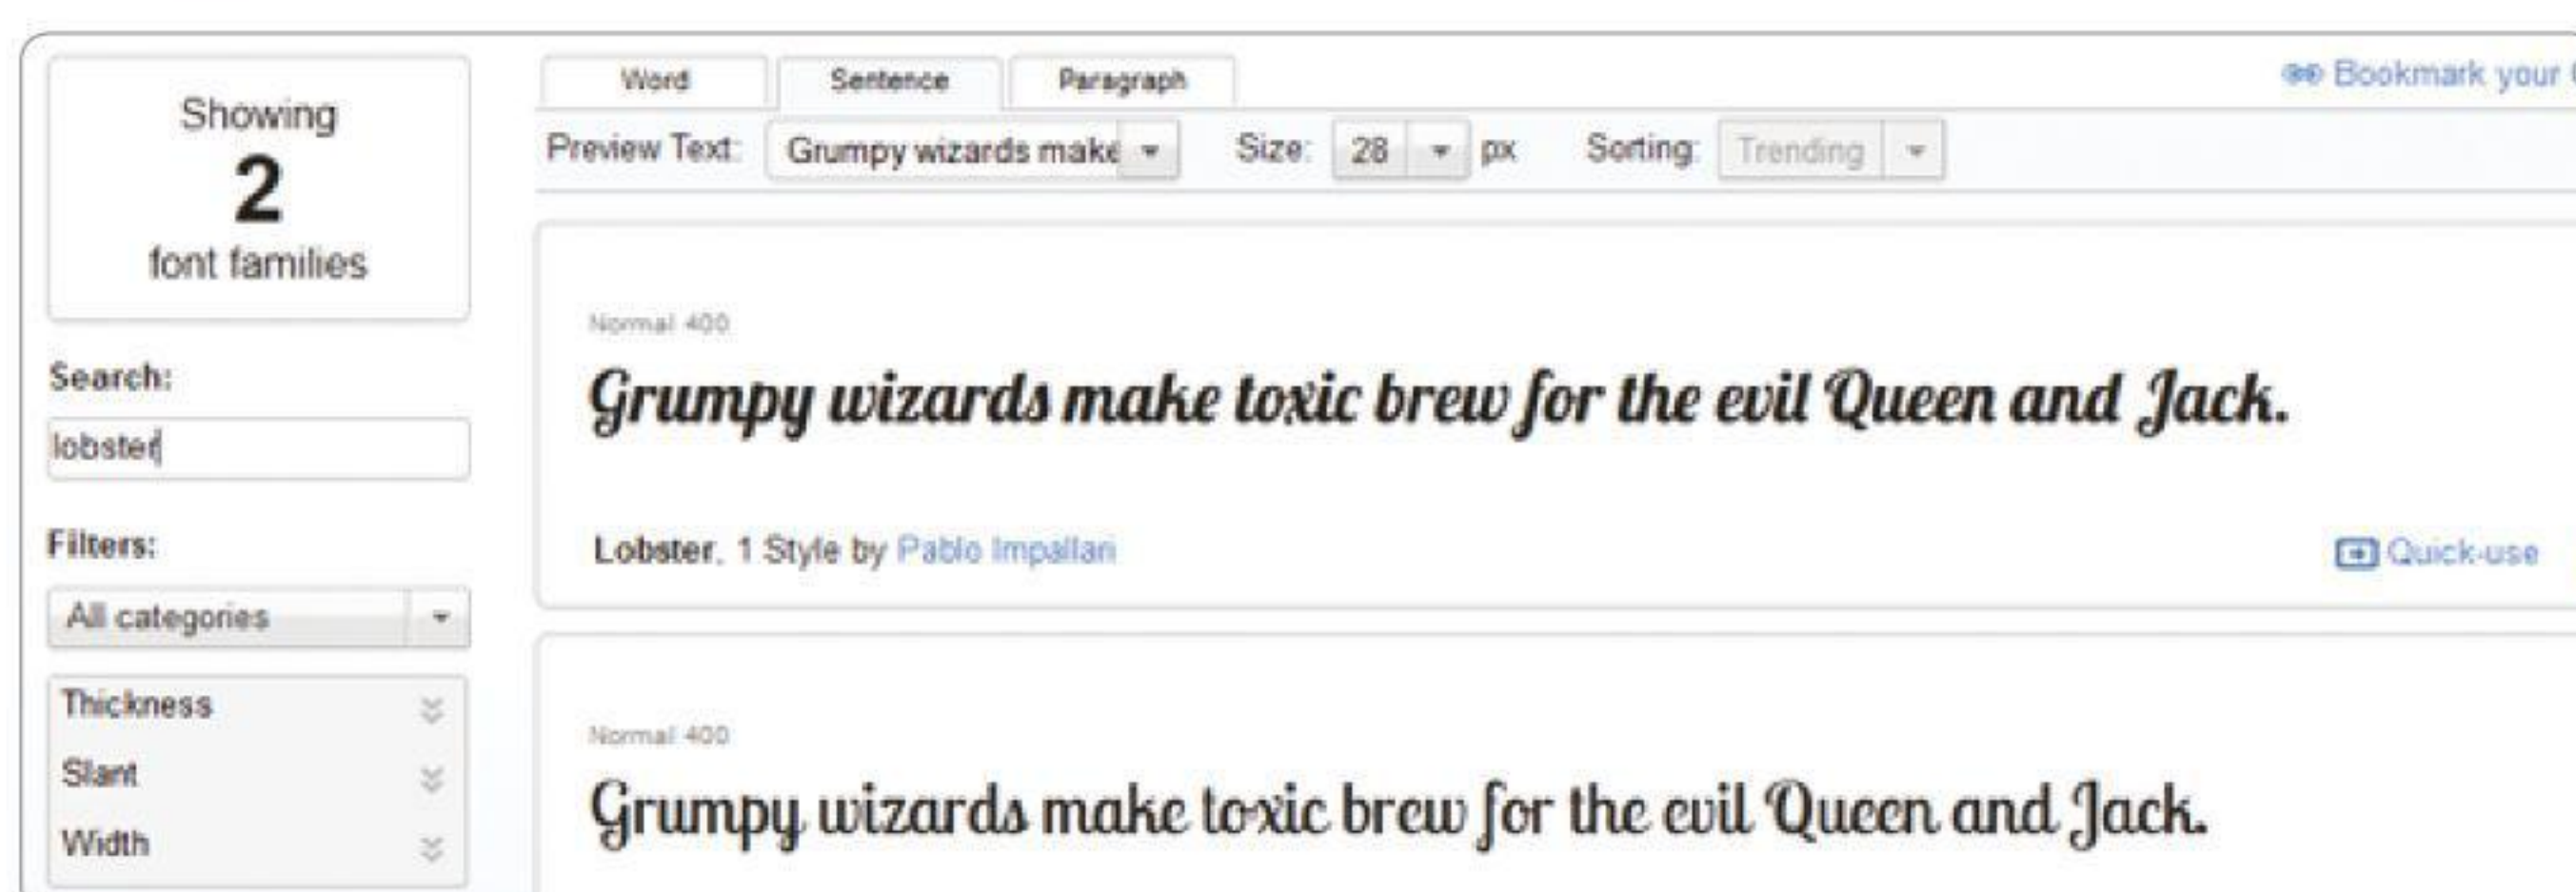 Showing
2
font families
Search:
lobster
Filters:
All categories
Thickness
Slant
Width
Word Sentence Paragraph
Bookmark your
Preview Text: Grumpy wizards make Size: 28 px Sorting: Trending
Normal 400
Grumpy wizards make toxic brew for the evil Queen and Jack.
Lobster, 1 Style by Pablo Impallari
Quick-use
Normal 400
Grumpy wizards make toxic brew for the evil Queen and Jack.